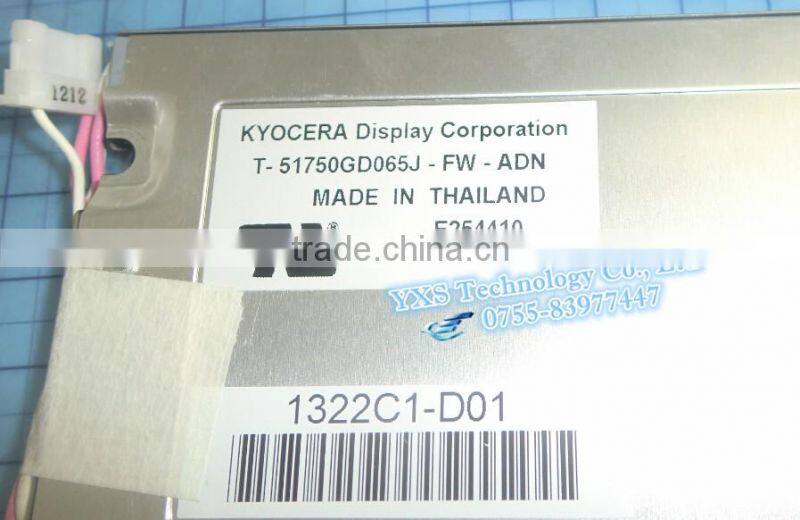 1212
KYOCERA Display Corporation
T- 51750GD065J - FW - ADN
MADE IN THAILAND
®
E254410
trade.china.cn
YXS Technology Co., Ltd
0755-83977447
1322C1-D01